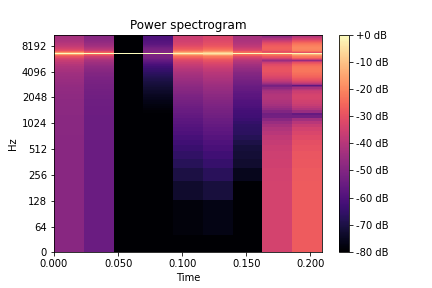 Power spectrogram
Hz
8192
4096
2048
1024
512
256
128
64
0
0.000 0.050 0.100 0.150 0.200
Time
+0 dB
-10 dB
-20 dB
-30 dB
-40 dB
-50 dB
-60 dB
-70 dB
-80 dB